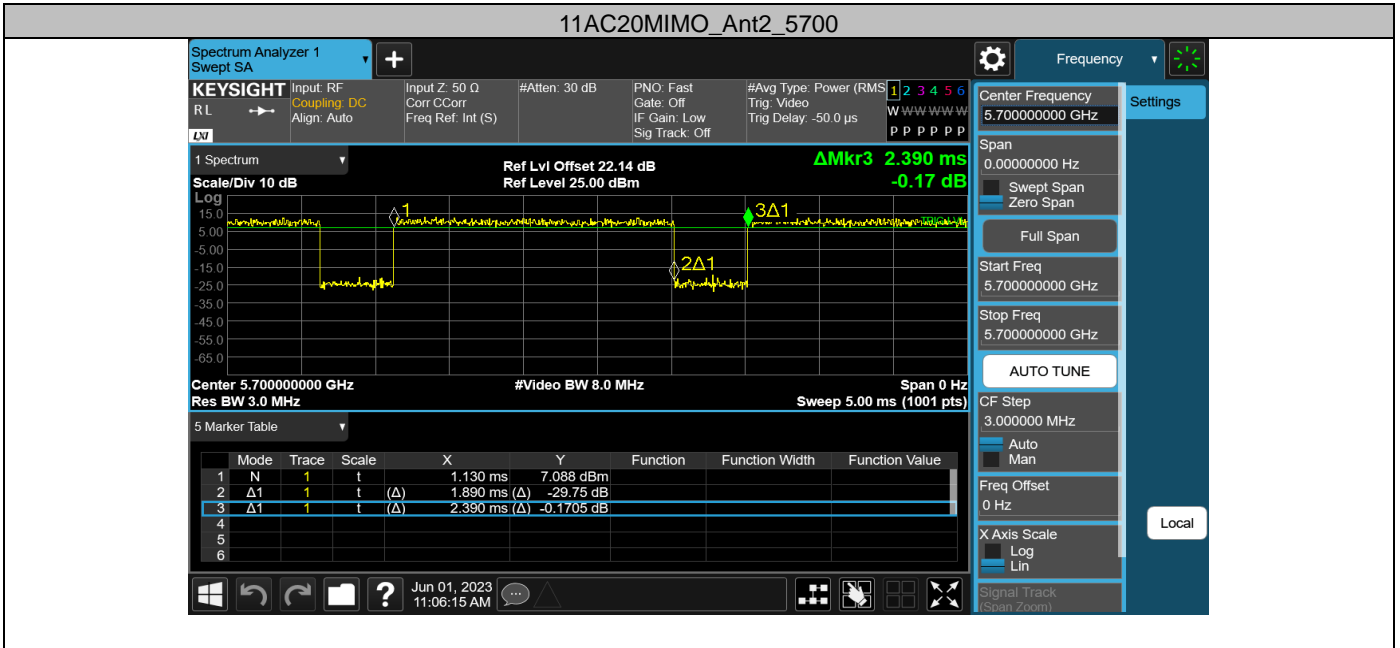 11AC20MIMO_Ant2_5700
Spectrum Analyzer 1
Swept SA
Frequency
KEYSIGHT
RL
LXI
Input: RF
Coupling: DC
Align: Auto
Input Z: 50 Ω
Corr CCorr
Freq Ref: Int (S)
#Atten: 30 dB
PNO: Fast
Gate: Off
IF Gain: Low
Sig Track: Off
#Avg Type: Power (RMS
Trig: Video
Trig Delay: -50.0 µs
1 2 3 4 5 6
W W W W W W
P P P P P P
1 Spectrum
Scale/Div 10 dB
Ref Lvl Offset 22.14 dB
Ref Level 25.00 dBm
ΔMkr3 2.390 ms
-0.17 dB
Log
15.0
5.00
-5.00
-15.0
-25.0
-35.0
-45.0
-55.0
-65.0
1
2Δ1
3Δ1
Center 5.700000000 GHz
#Video BW 8.0 MHz
Span 0 Hz
Res BW 3.0 MHz
Sweep 5.00 ms (1001 pts)
5 Marker Table
Mode Trace Scale X Y Function Function Width Function Value
1 N 1 t 1.130 ms 7.088 dBm
2 Δ1 1 t (Δ) 1.890 ms (Δ) -29.75 dB
3 Δ1 1 t (Δ) 2.390 ms (Δ) -0.1705 dB
4
5
6
Jun 01, 2023
11:06:15 AM
Center Frequency
5.700000000 GHz
Span
0.00000000 Hz
Swept Span
Zero Span
Full Span
Start Freq
5.700000000 GHz
Stop Freq
5.700000000 GHz
AUTO TUNE
CF Step
3.000000 MHz
Auto
Man
Freq Offset
0 Hz
X Axis Scale
Log
Lin
Signal Track
(Span Zoom)
Settings
Local